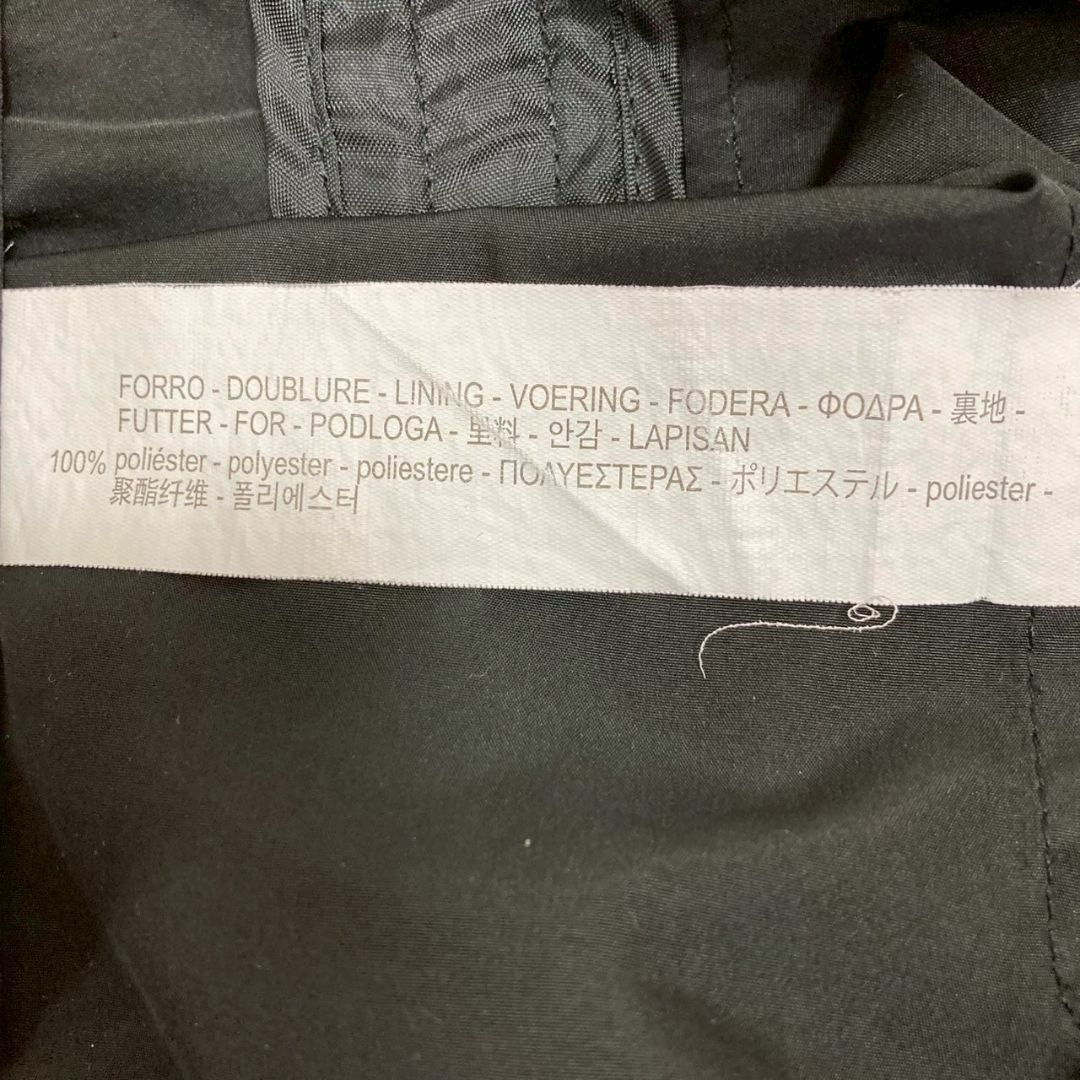 FORRO - DOUBLURE - LINING - VOERING - FODERA - ΦΟΔΡΑ - 裏地 -
FUTTER - FOR - PODLOGA - 里料 - 안감 - LAPISAN
100% poliéster - polyester - poliestere - ΠΟΛΥΕΣΤΕΡΑΣ - ポリエステル - poliester -
聚酯纤维 - 폴리에스터